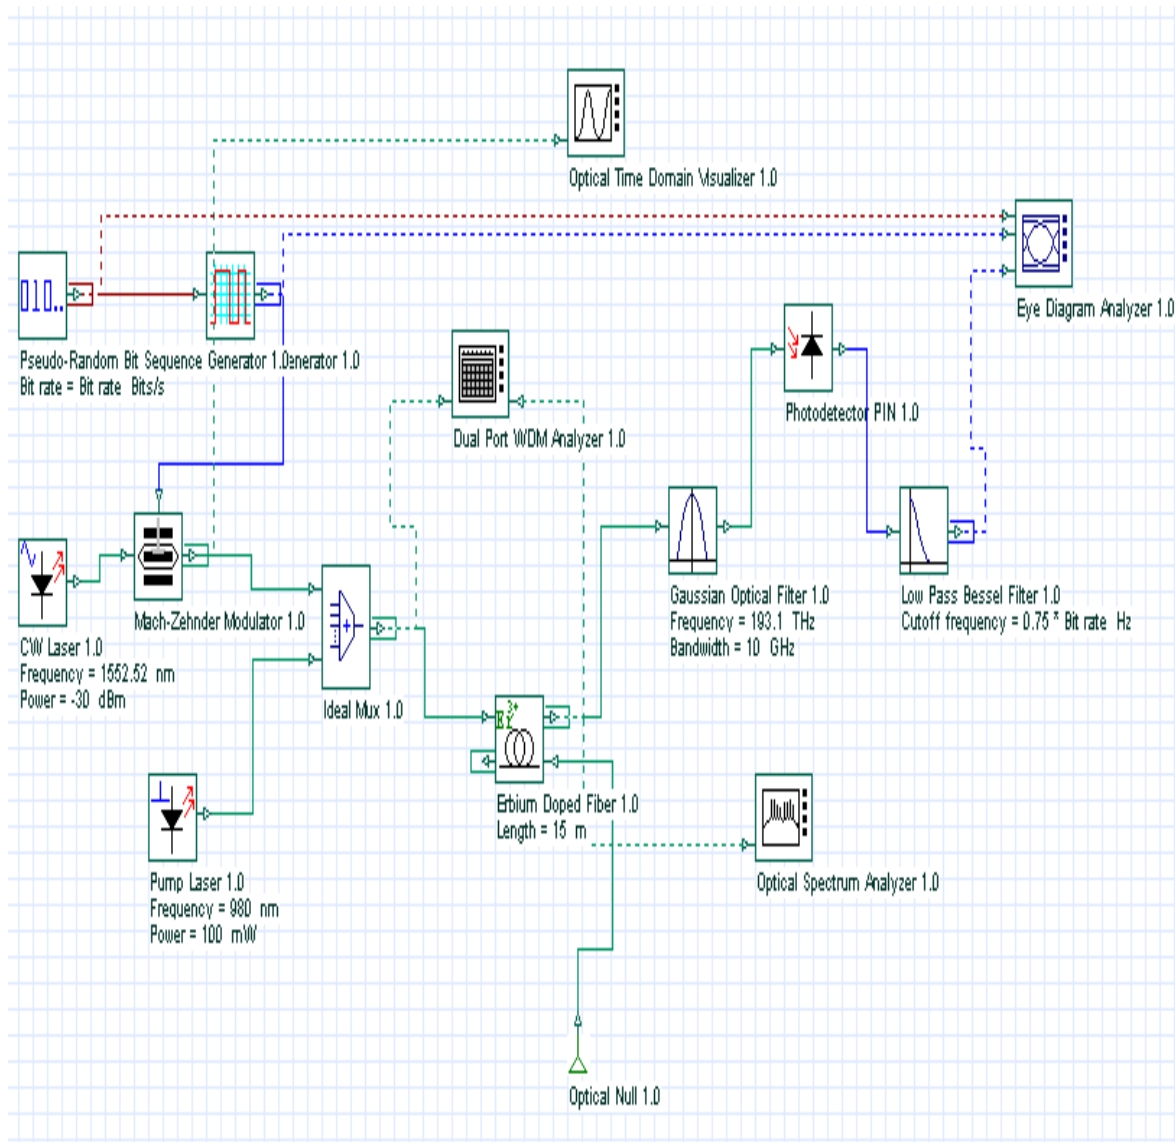 Optical Time Domain Visualizer 1.0
Eye Diagram Analyzer 1.0
010..
Pseudo-Random Bit Sequence Generator 1.0enerator 1.0
Bit rate = Bit rate Bits/s
Dual Port WDM Analyzer 1.0
Photodetector PIN 1.0
Mach-Zehnder Modulator 1.0
CW Laser 1.0
Frequency = 1552.52 nm
Power = -30 dBm
Ideal Mux 1.0
Gaussian Optical Filter 1.0
Frequency = 193.1 THz
Bandwidth = 10 GHz
Low Pass Bessel Filter 1.0
Cutoff frequency = 0.75 * Bit rate Hz
Er 3+
Erbium Doped Fiber 1.0
Length = 15 m
Pump Laser 1.0
Frequency = 980 nm
Power = 100 mW
Optical Spectrum Analyzer 1.0
Optical Null 1.0